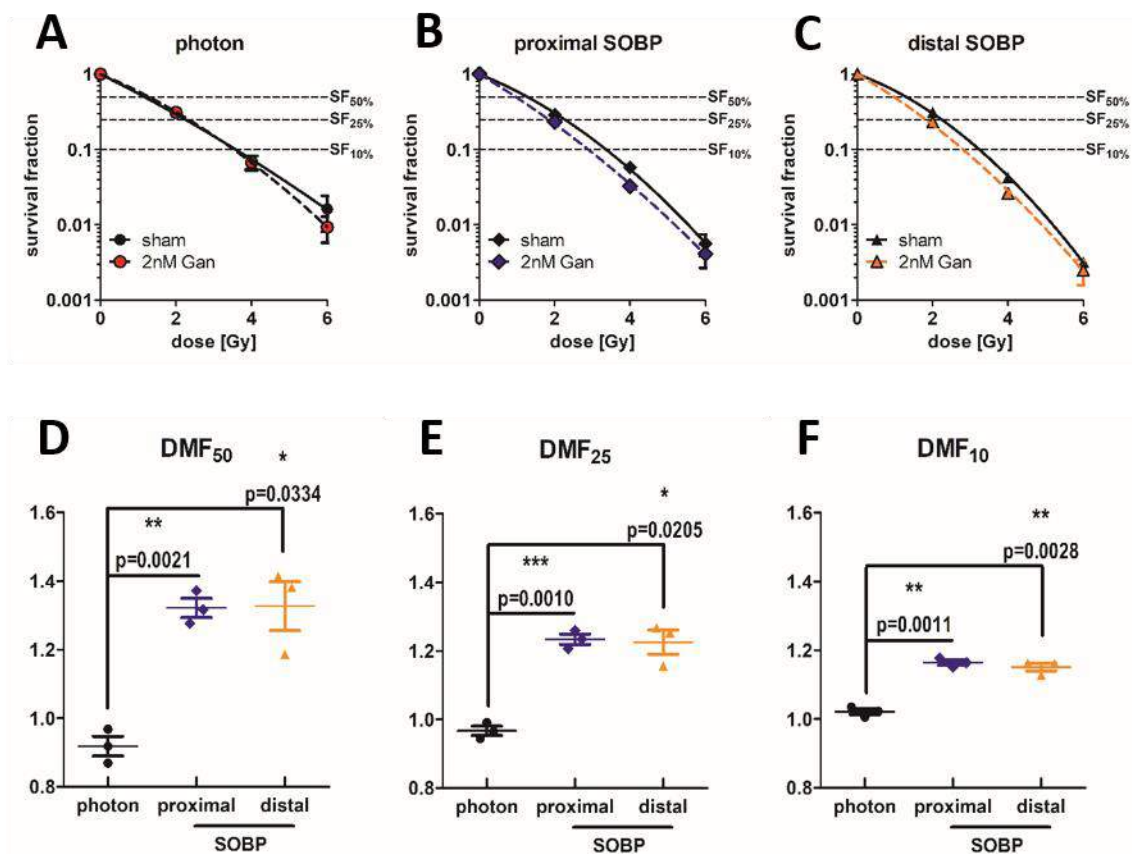 A
photon
survival fraction
1
0.1
0.01
0.001
SF50%
SF25%
SF10%
sham
2nM Gan
0 2 4 6
dose [Gy]
B
proximal SOBP
survival fraction
1
0.1
0.01
0.001
SF50%
SF25%
SF10%
sham
2nM Gan
0 2 4 6
dose [Gy]
C
distal SOBP
survival fraction
1
0.1
0.01
0.001
SF50%
SF25%
SF10%
sham
2nM Gan
0 2 4 6
dose [Gy]
D
DMF50
*
p=0.0334
**
p=0.0021
1.6
1.4
1.2
1.0
0.8
photon proximal distal
SOBP
E
DMF25
*
p=0.0205
***
p=0.0010
1.6
1.4
1.2
1.0
0.8
photon proximal distal
SOBP
F
DMF10
**
p=0.0028
**
p=0.0011
1.6
1.4
1.2
1.0
0.8
photon proximal distal
SOBP